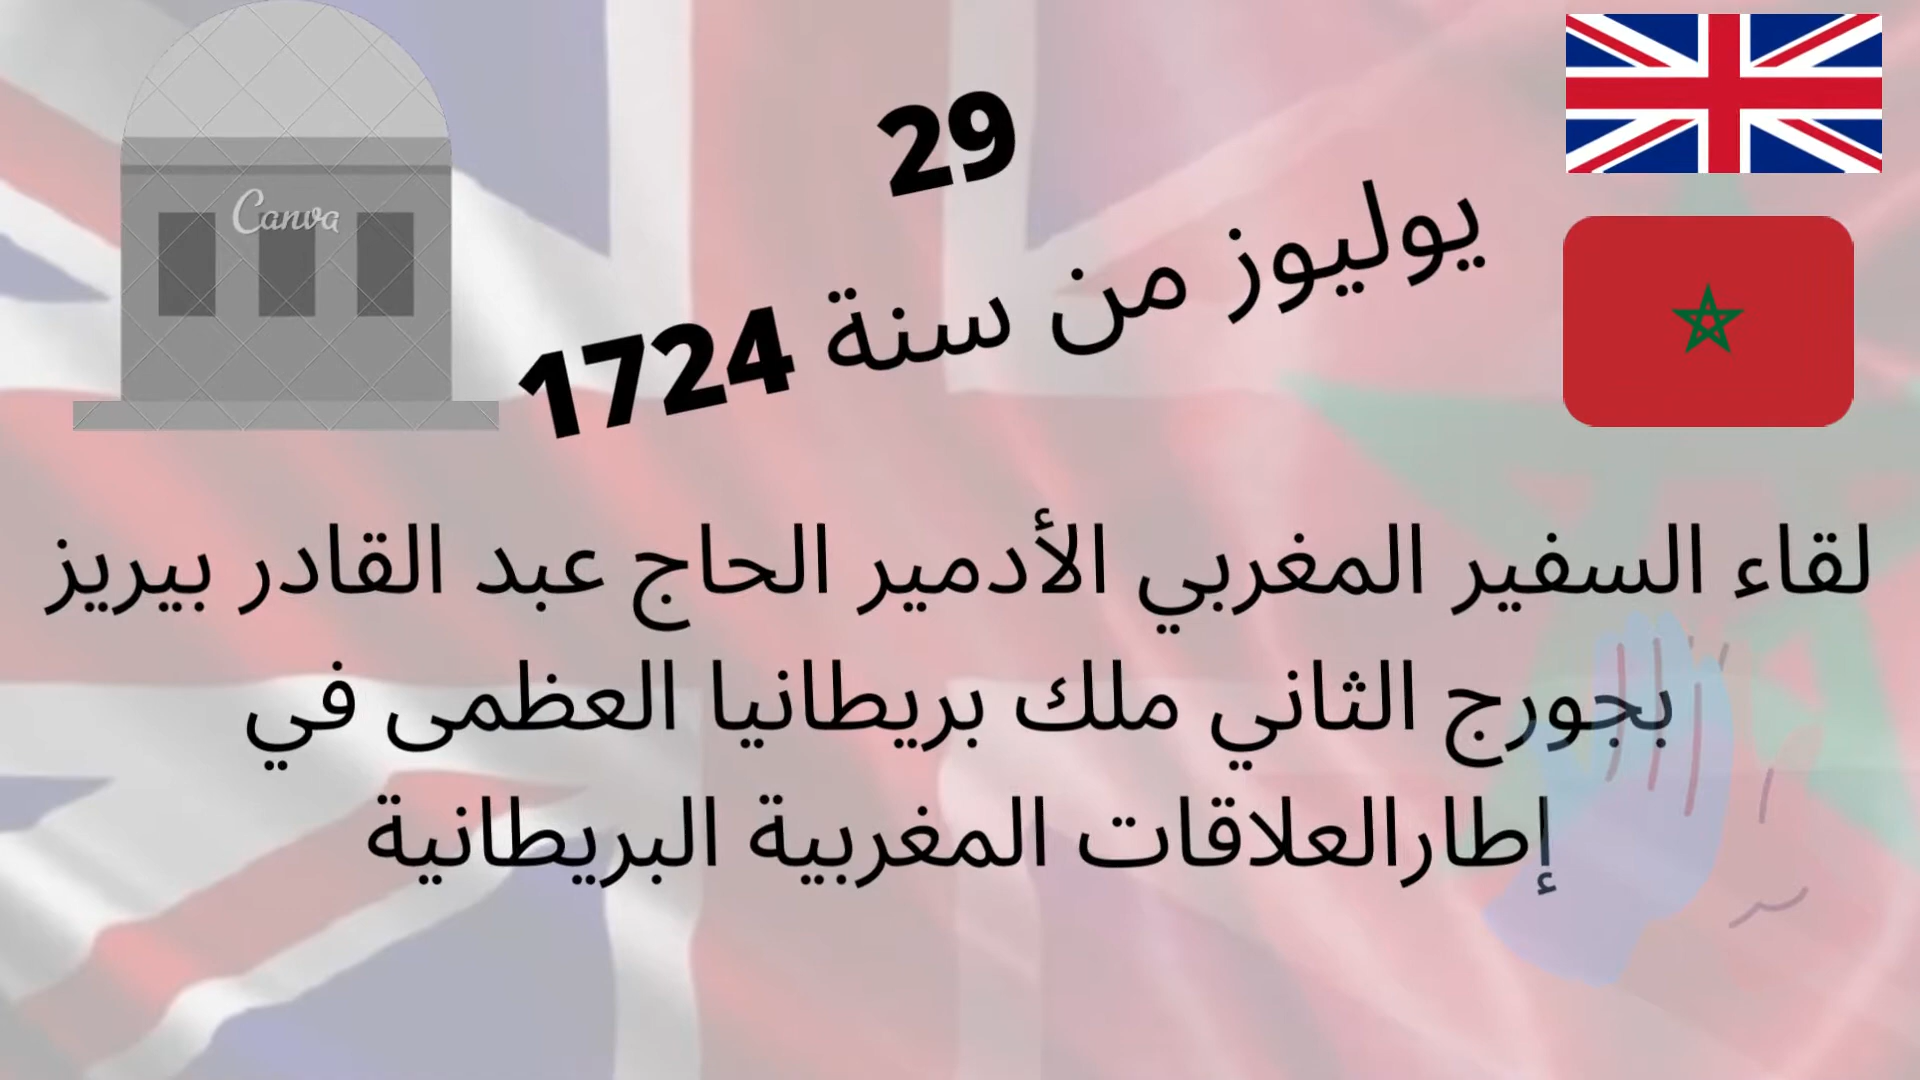 29
يوليوز من سنة 1724
Canva
لقاء السفير المغربي الأدمير الحاج عبد القادر بيريز
بجورج الثاني ملك بريطانيا العظمى في
إطارالعلاقات المغربية البريطانية